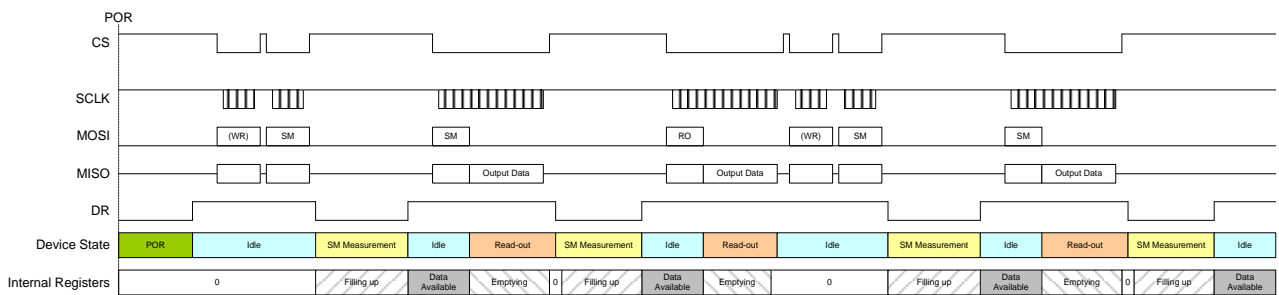 POR
CS
SCLK
MOSI (WR) SM SM RO (WR) SM SM
MISO Output Data Output Data Output Data
DR
Device State POR Idle SM Measurement Idle Read-out SM Measurement Idle Read-out Idle SM Measurement Idle Read-out SM Measurement Idle
Internal Registers 0 Filling up Data Available Emptying 0 Filling up Data Available Emptying 0 Filling up Data Available Emptying 0 Filling up Data Available